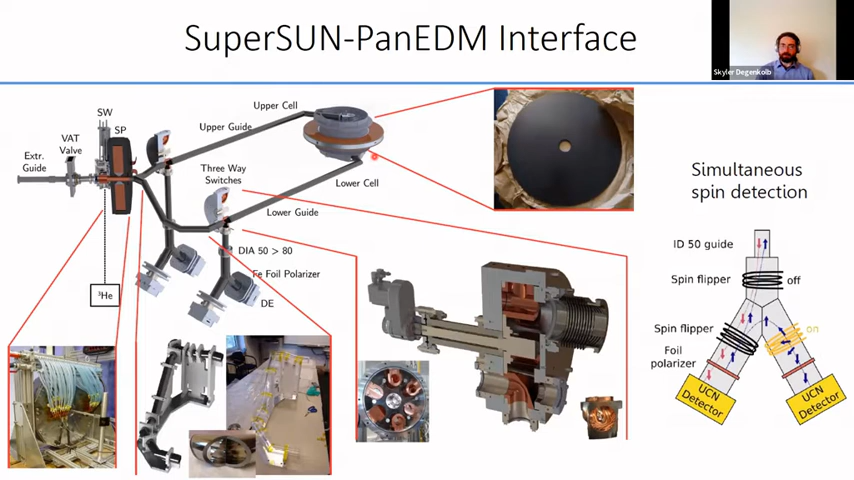 SuperSUN-PanEDM Interface
Skyler Degenkolb
SW
SP
VAT
Valve
Extr.
Guide
Upper Cell
Upper Guide
Three Way
Switches
Lower Cell
Lower Guide
DIA 50 > 80
Fe Foil Polarizer
DE
³He
Simultaneous
spin detection
ID 50 guide
Spin flipper
off
Spin flipper
on
Foil
polarizer
UCN
Detector
UCN
Detector